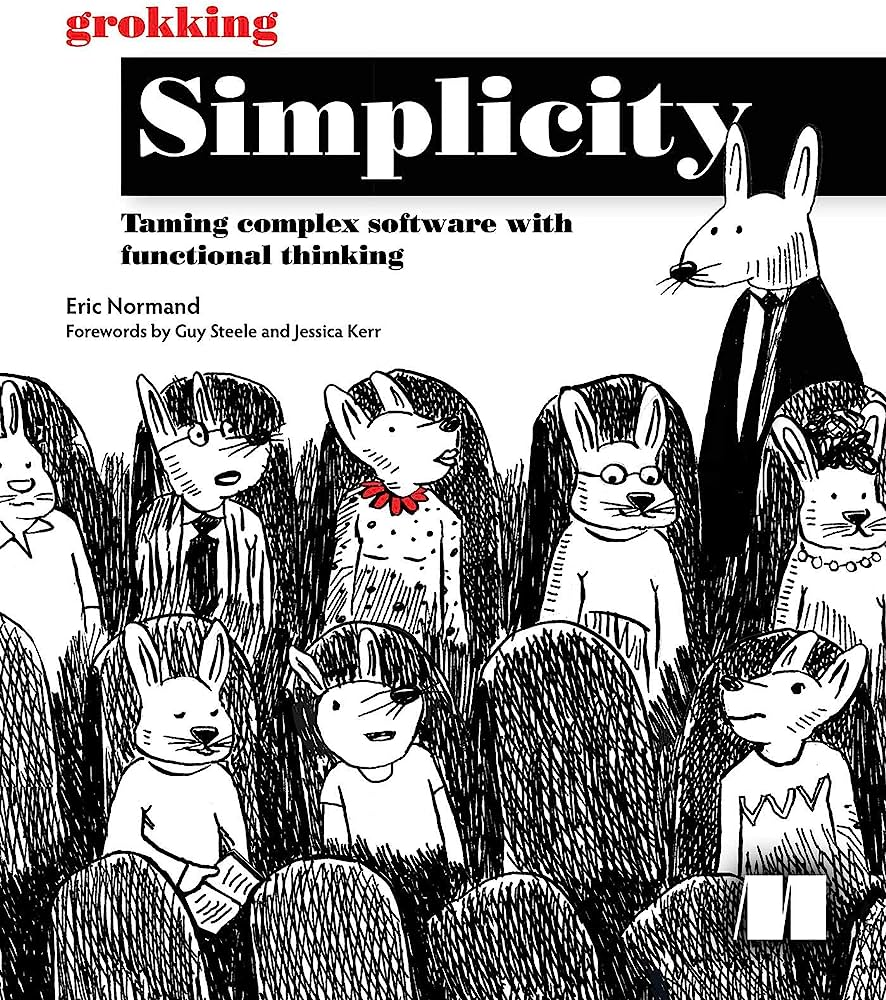 grokking
Simplicity
Taming complex software with
functional thinking
Eric Normand
Forewords by Guy Steele and Jessica Kerr